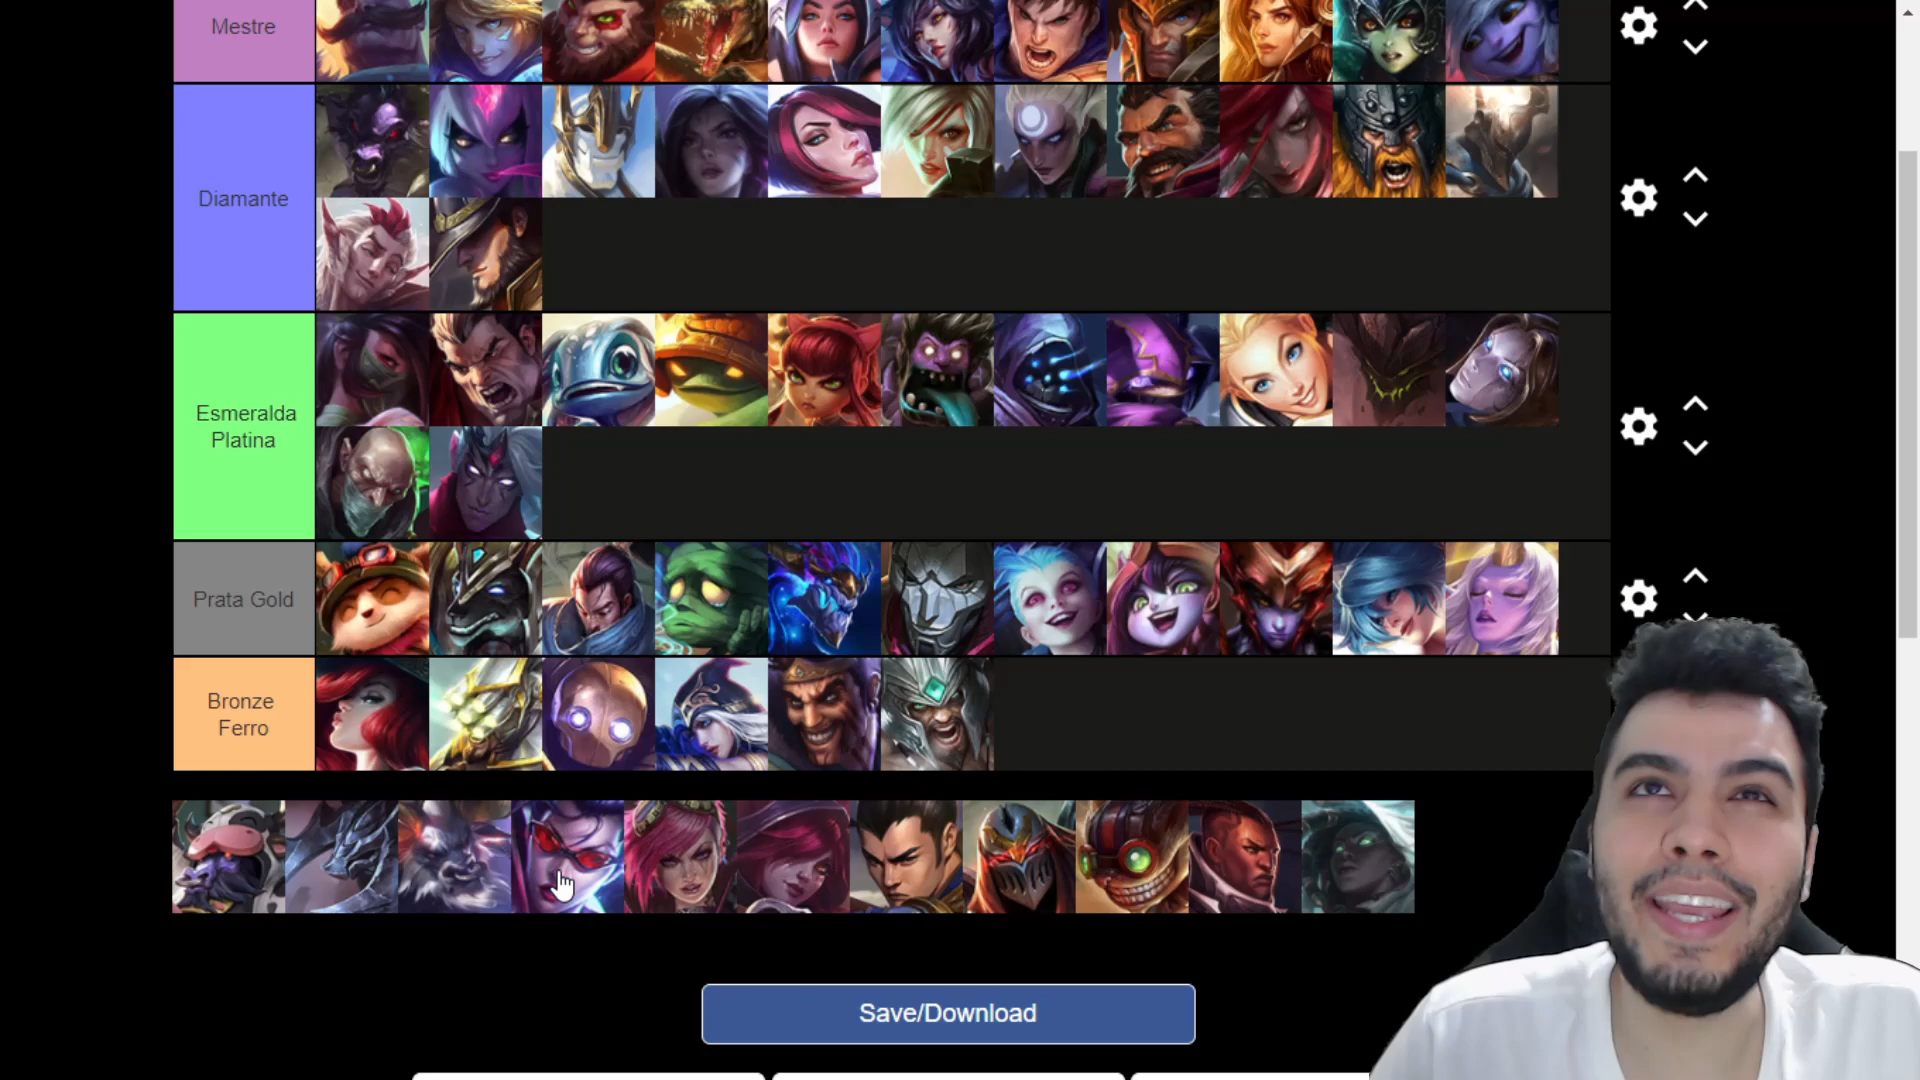 Mestre
Diamante
Esmeralda
Platina
Prata Gold
Bronze
Ferro
Save/Download